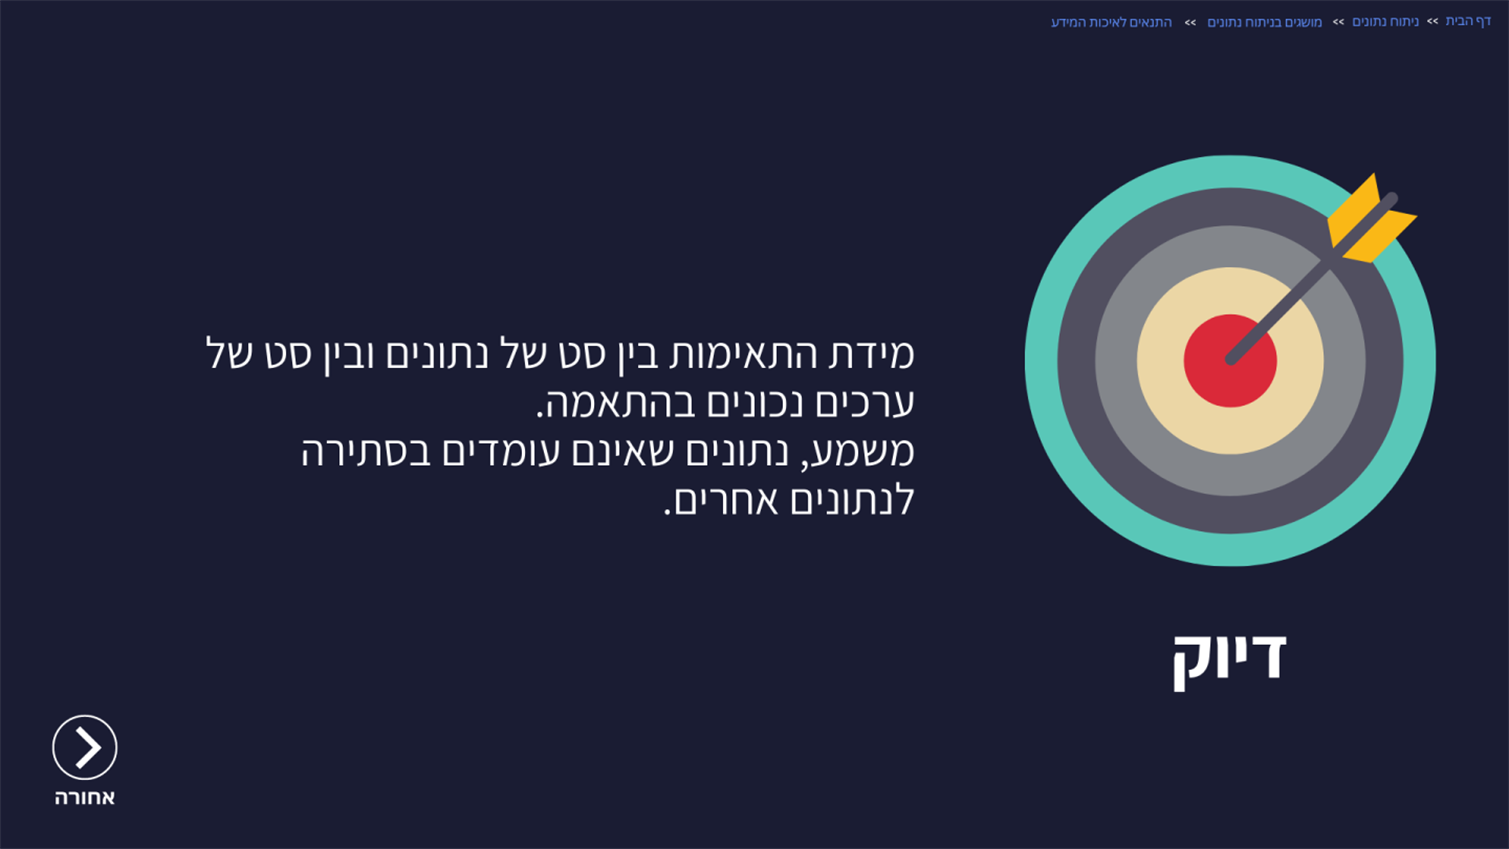 דף הבית >> ניתוח נתונים >> מושגים בניתוח נתונים >> התנאים לאיכות המידע
מידת התאימות בין סט של נתונים ובין סט של
ערכים נכונים בהתאמה.
משמע, נתונים שאינם עומדים בסתירה
לנתונים אחרים.
דיוק
אחורה